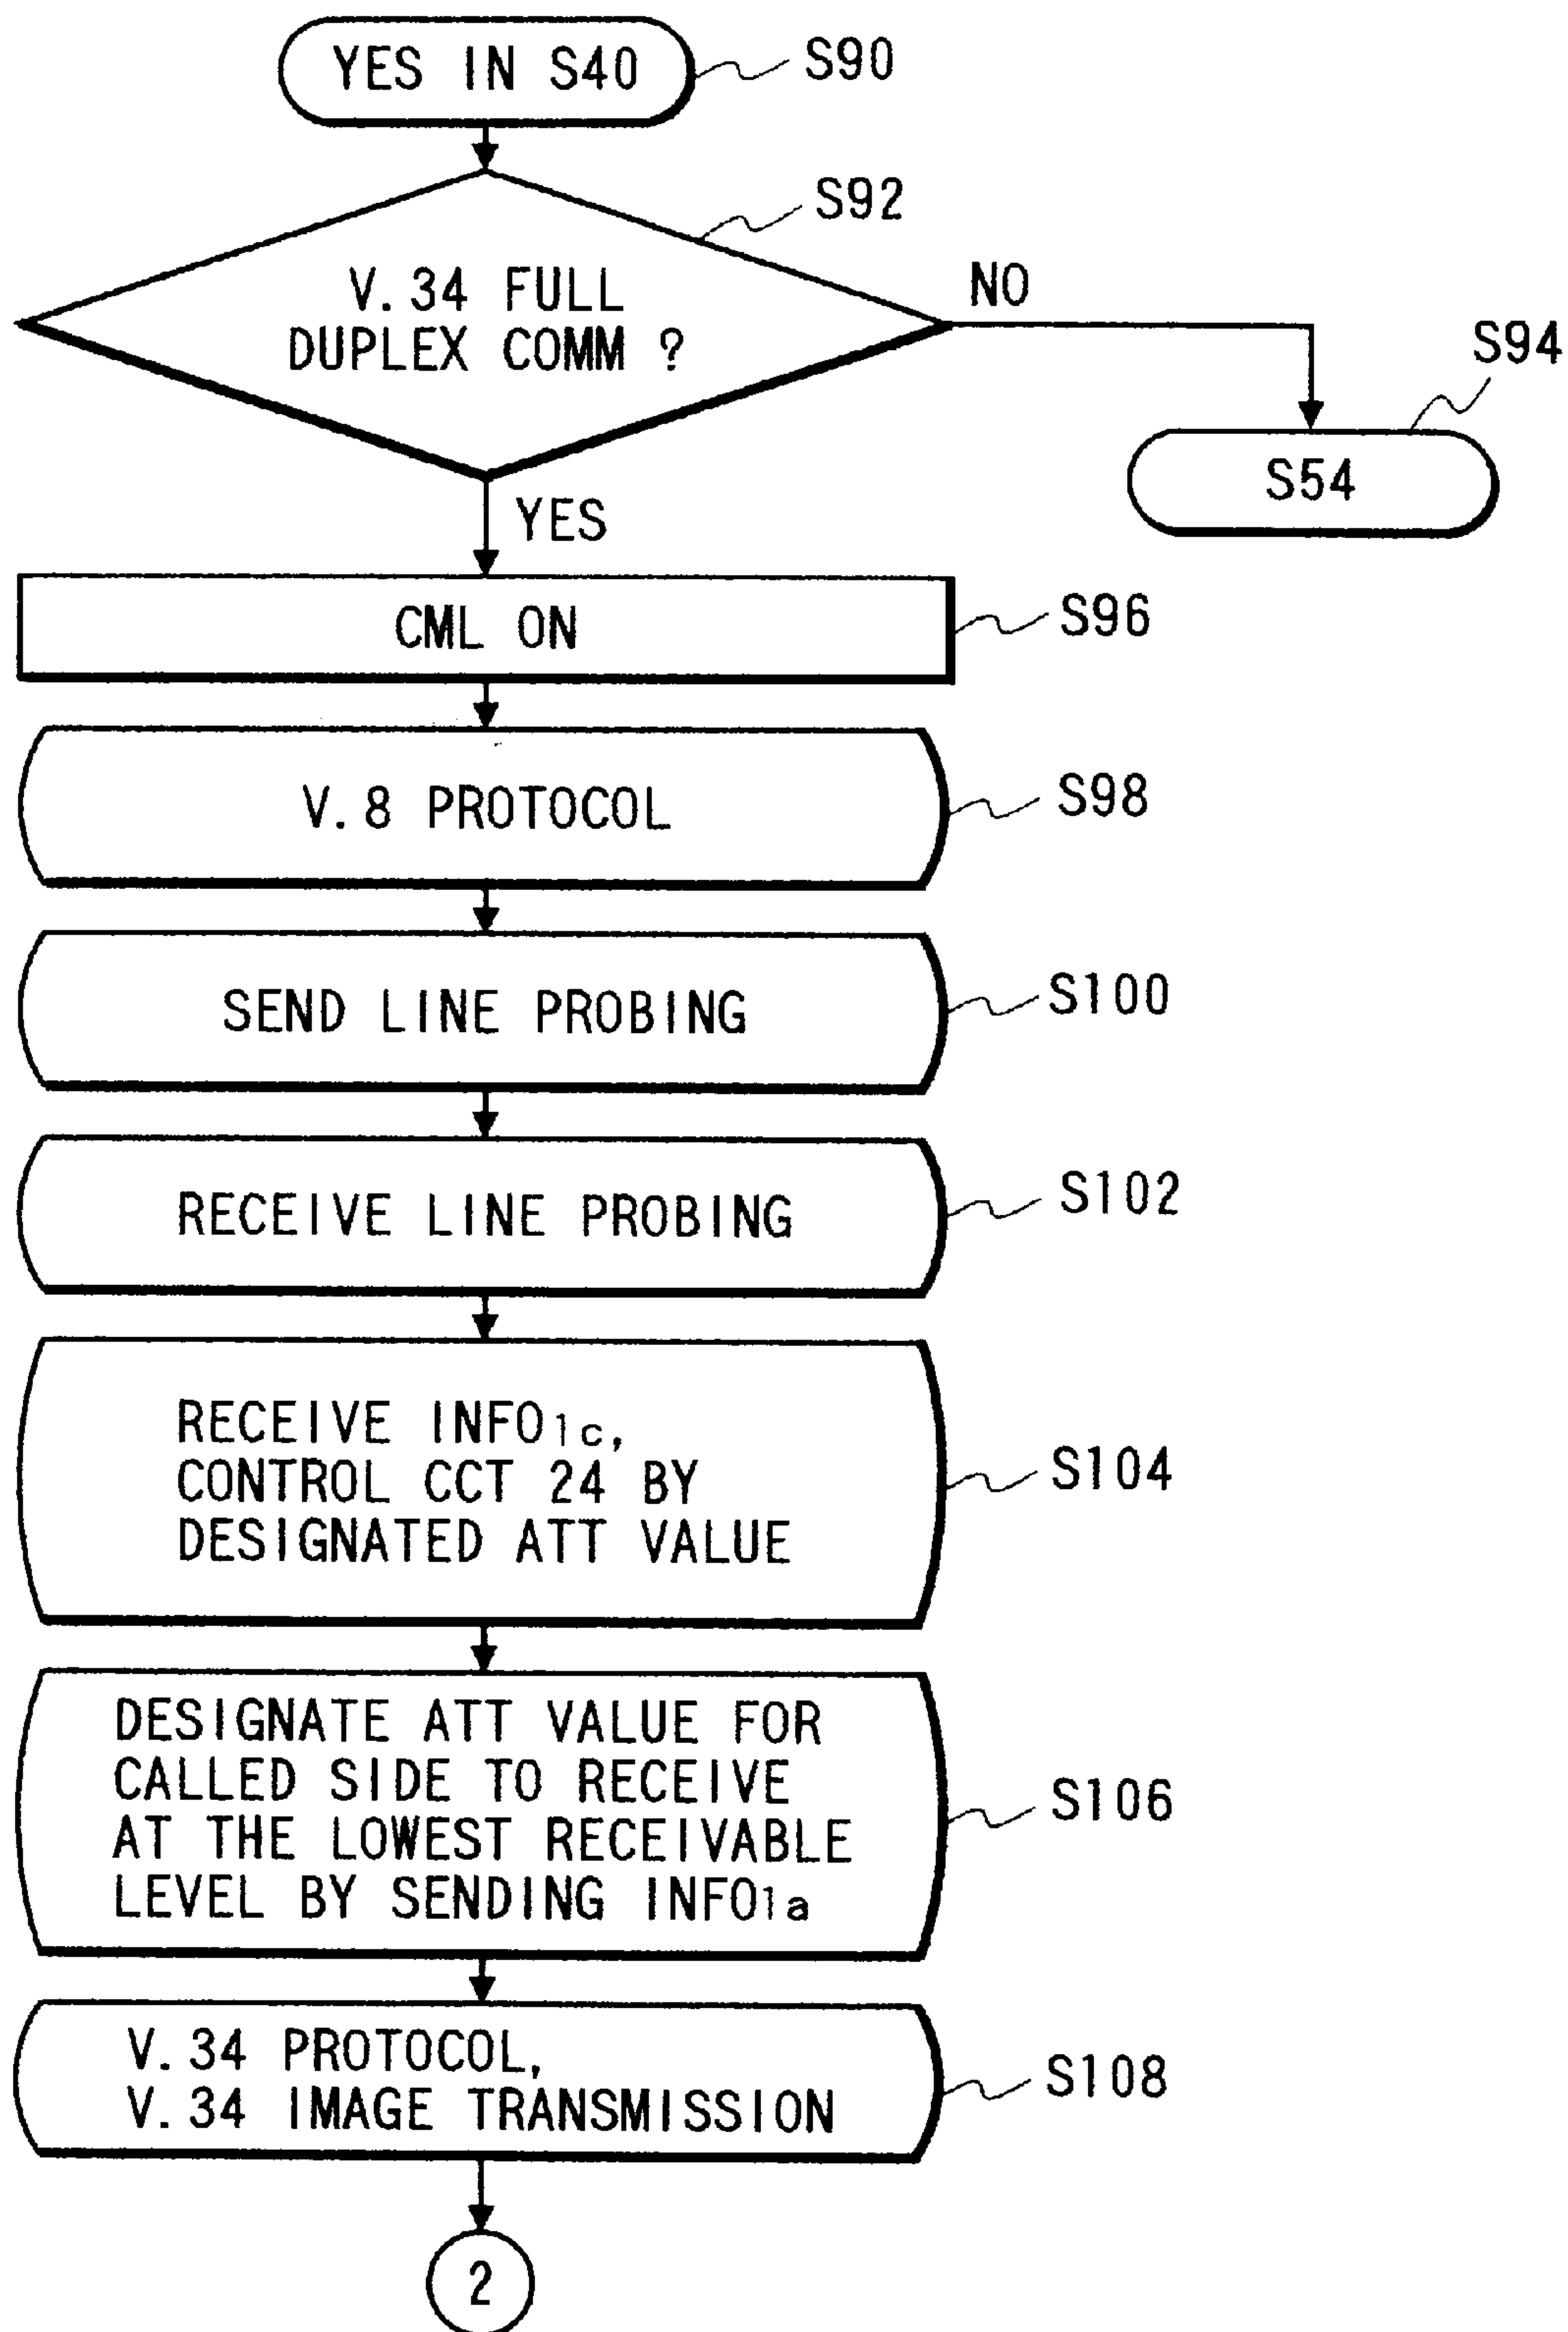 YES IN S40
S90
S92
V.34 FULL
DUPLEX COMM ?
NO
S94
S54
YES
CML ON
S96
V.8 PROTOCOL
S98
SEND LINE PROBING
S100
RECEIVE LINE PROBING
S102
RECEIVE INFO1c,
CONTROL CCT 24 BY
DESIGNATED ATT VALUE
S104
DESIGNATE ATT VALUE FOR
CALLED SIDE TO RECEIVE
AT THE LOWEST RECEIVABLE
LEVEL BY SENDING INFO1a
S106
V.34 PROTOCOL,
V.34 IMAGE TRANSMISSION
S108
2